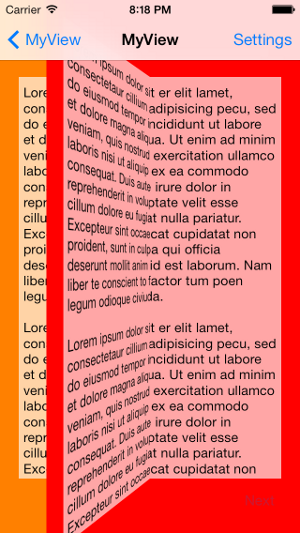 Carrier 8:18 PM
MyView MyView Settings
Lorem ipsum dolor sit er elit lamet,
consectetaur cillium adipisicing pecu, sed
do eiusmod tempor incididunt ut labore
et dolore magna aliqua. Ut enim ad minim
veniam, quis nostrud exercitation ullamco
laboris nisi ut aliquip ex ea commodo
consequat. Duis aute irure dolor in
reprehenderit in voluptate velit esse
cillum dolore eu fugiat nulla pariatur.
Excepteur sint occaecat cupidatat non
proident, sunt in culpa qui officia
deserunt mollit anim id est laborum. Nam
liber te conscient to factor tum poen
legum odioque civiuda.
Lorem ipsum dolor sit er elit lamet,
consectetaur cillium adipisicing pecu, sed
do eiusmod tempor incididunt ut labore
et dolore magna aliqua. Ut enim ad minim
veniam, quis nostrud exercitation ullamco
laboris nisi ut aliquip ex ea commodo
consequat. Duis aute irure dolor in
reprehenderit in voluptate velit esse
cillum dolore eu fugiat nulla pariatur.
Excepteur sint occaecat cupidatat non
Next